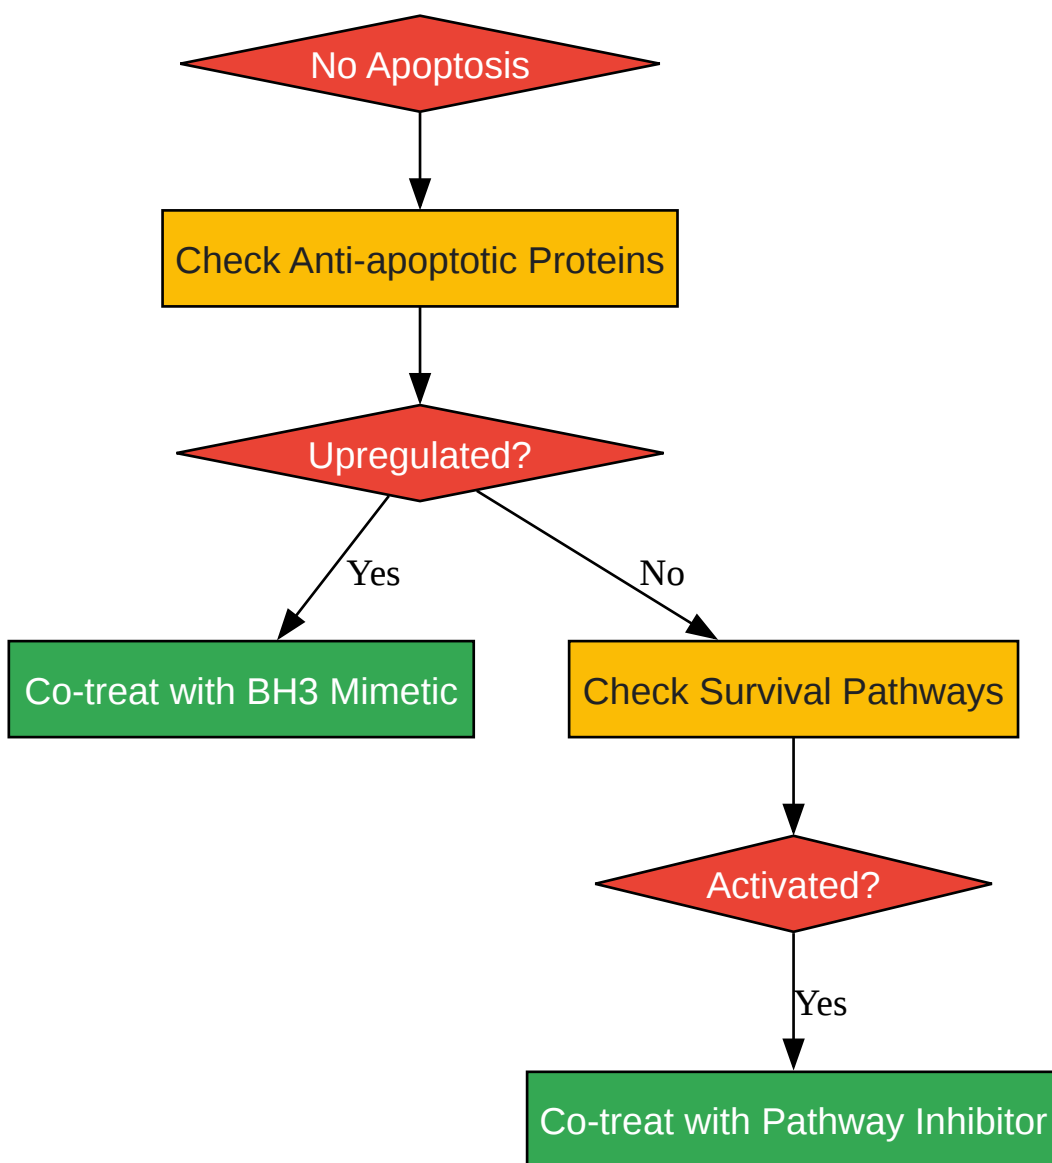 No Apoptosis
Check Anti-apoptotic Proteins
Upregulated?
Yes
No
Co-treat with BH3 Mimetic
Check Survival Pathways
Activated?
Yes
Co-treat with Pathway Inhibitor